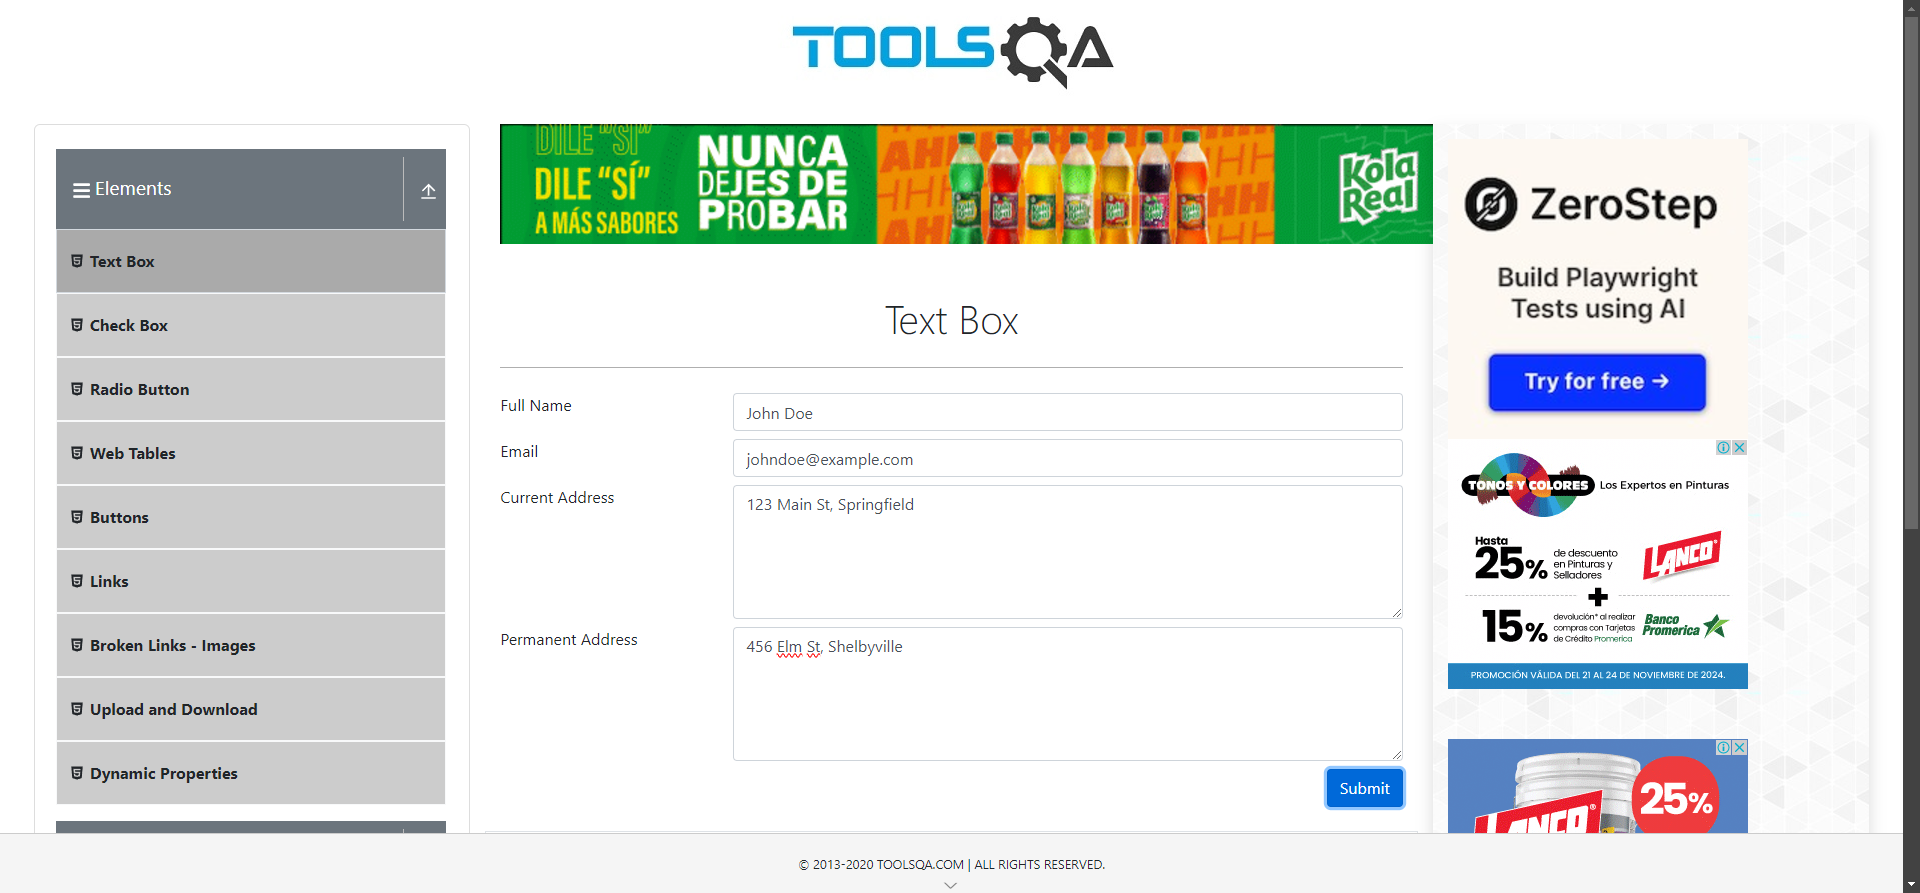 TOOLSQA
Elements
Text Box
Check Box
Radio Button
Web Tables
Buttons
Links
Broken Links - Images
Upload and Download
Dynamic Properties
DILE "SI"
DILE "SÍ"
A MÁS SABORES
NUNCA
DEJES DE
PROBAR
Kola
Real
Text Box
Full Name
John Doe
Email
johndoe@example.com
Current Address
123 Main St, Springfield
Permanent Address
456 Elm St, Shelbyville
Submit
ZeroStep
Build Playwright
Tests using AI
Try for free →
TONOS Y COLORES
Los Expertos en Pinturas
Hasta
25%
de descuento
en Pinturas y
Selladores
LANCO
+
15%
devolución* al realizar
compras con Tarjetas
de Crédito Promerica
Banco
Promerica
PROMOCIÓN VÁLIDA DEL 21 AL 24 DE NOVIEMBRE DE 2024.
LANCO
25%
© 2013-2020 TOOLSQA.COM | ALL RIGHTS RESERVED.